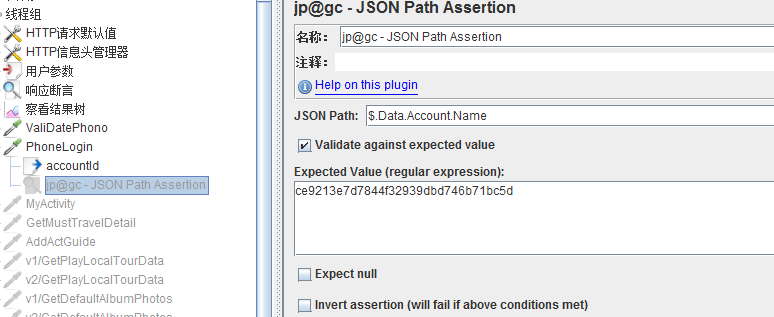 线程组
HTTP请求默认值
HTTP信息头管理器
用户参数
响应断言
察看结果树
ValiDatePhono
PhoneLogin
accountId
jp@gc - JSON Path Assertion
MyActivity
GetMustTravelDetail
AddActGuide
v1/GetPlayLocalTourData
v2/GetPlayLocalTourData
v1/GetDefaultAlbumPhotos
v2/GetDefaultAlbumPhotos
jp@gc - JSON Path Assertion
名称： jp@gc - JSON Path Assertion
注释：
Help on this plugin
JSON Path: $.Data.Account.Name
Validate against expected value
Expected Value (regular expression):
ce9213e7d7844f32939dbd746b71bc5d
Expect null
Invert assertion (will fail if above conditions met)